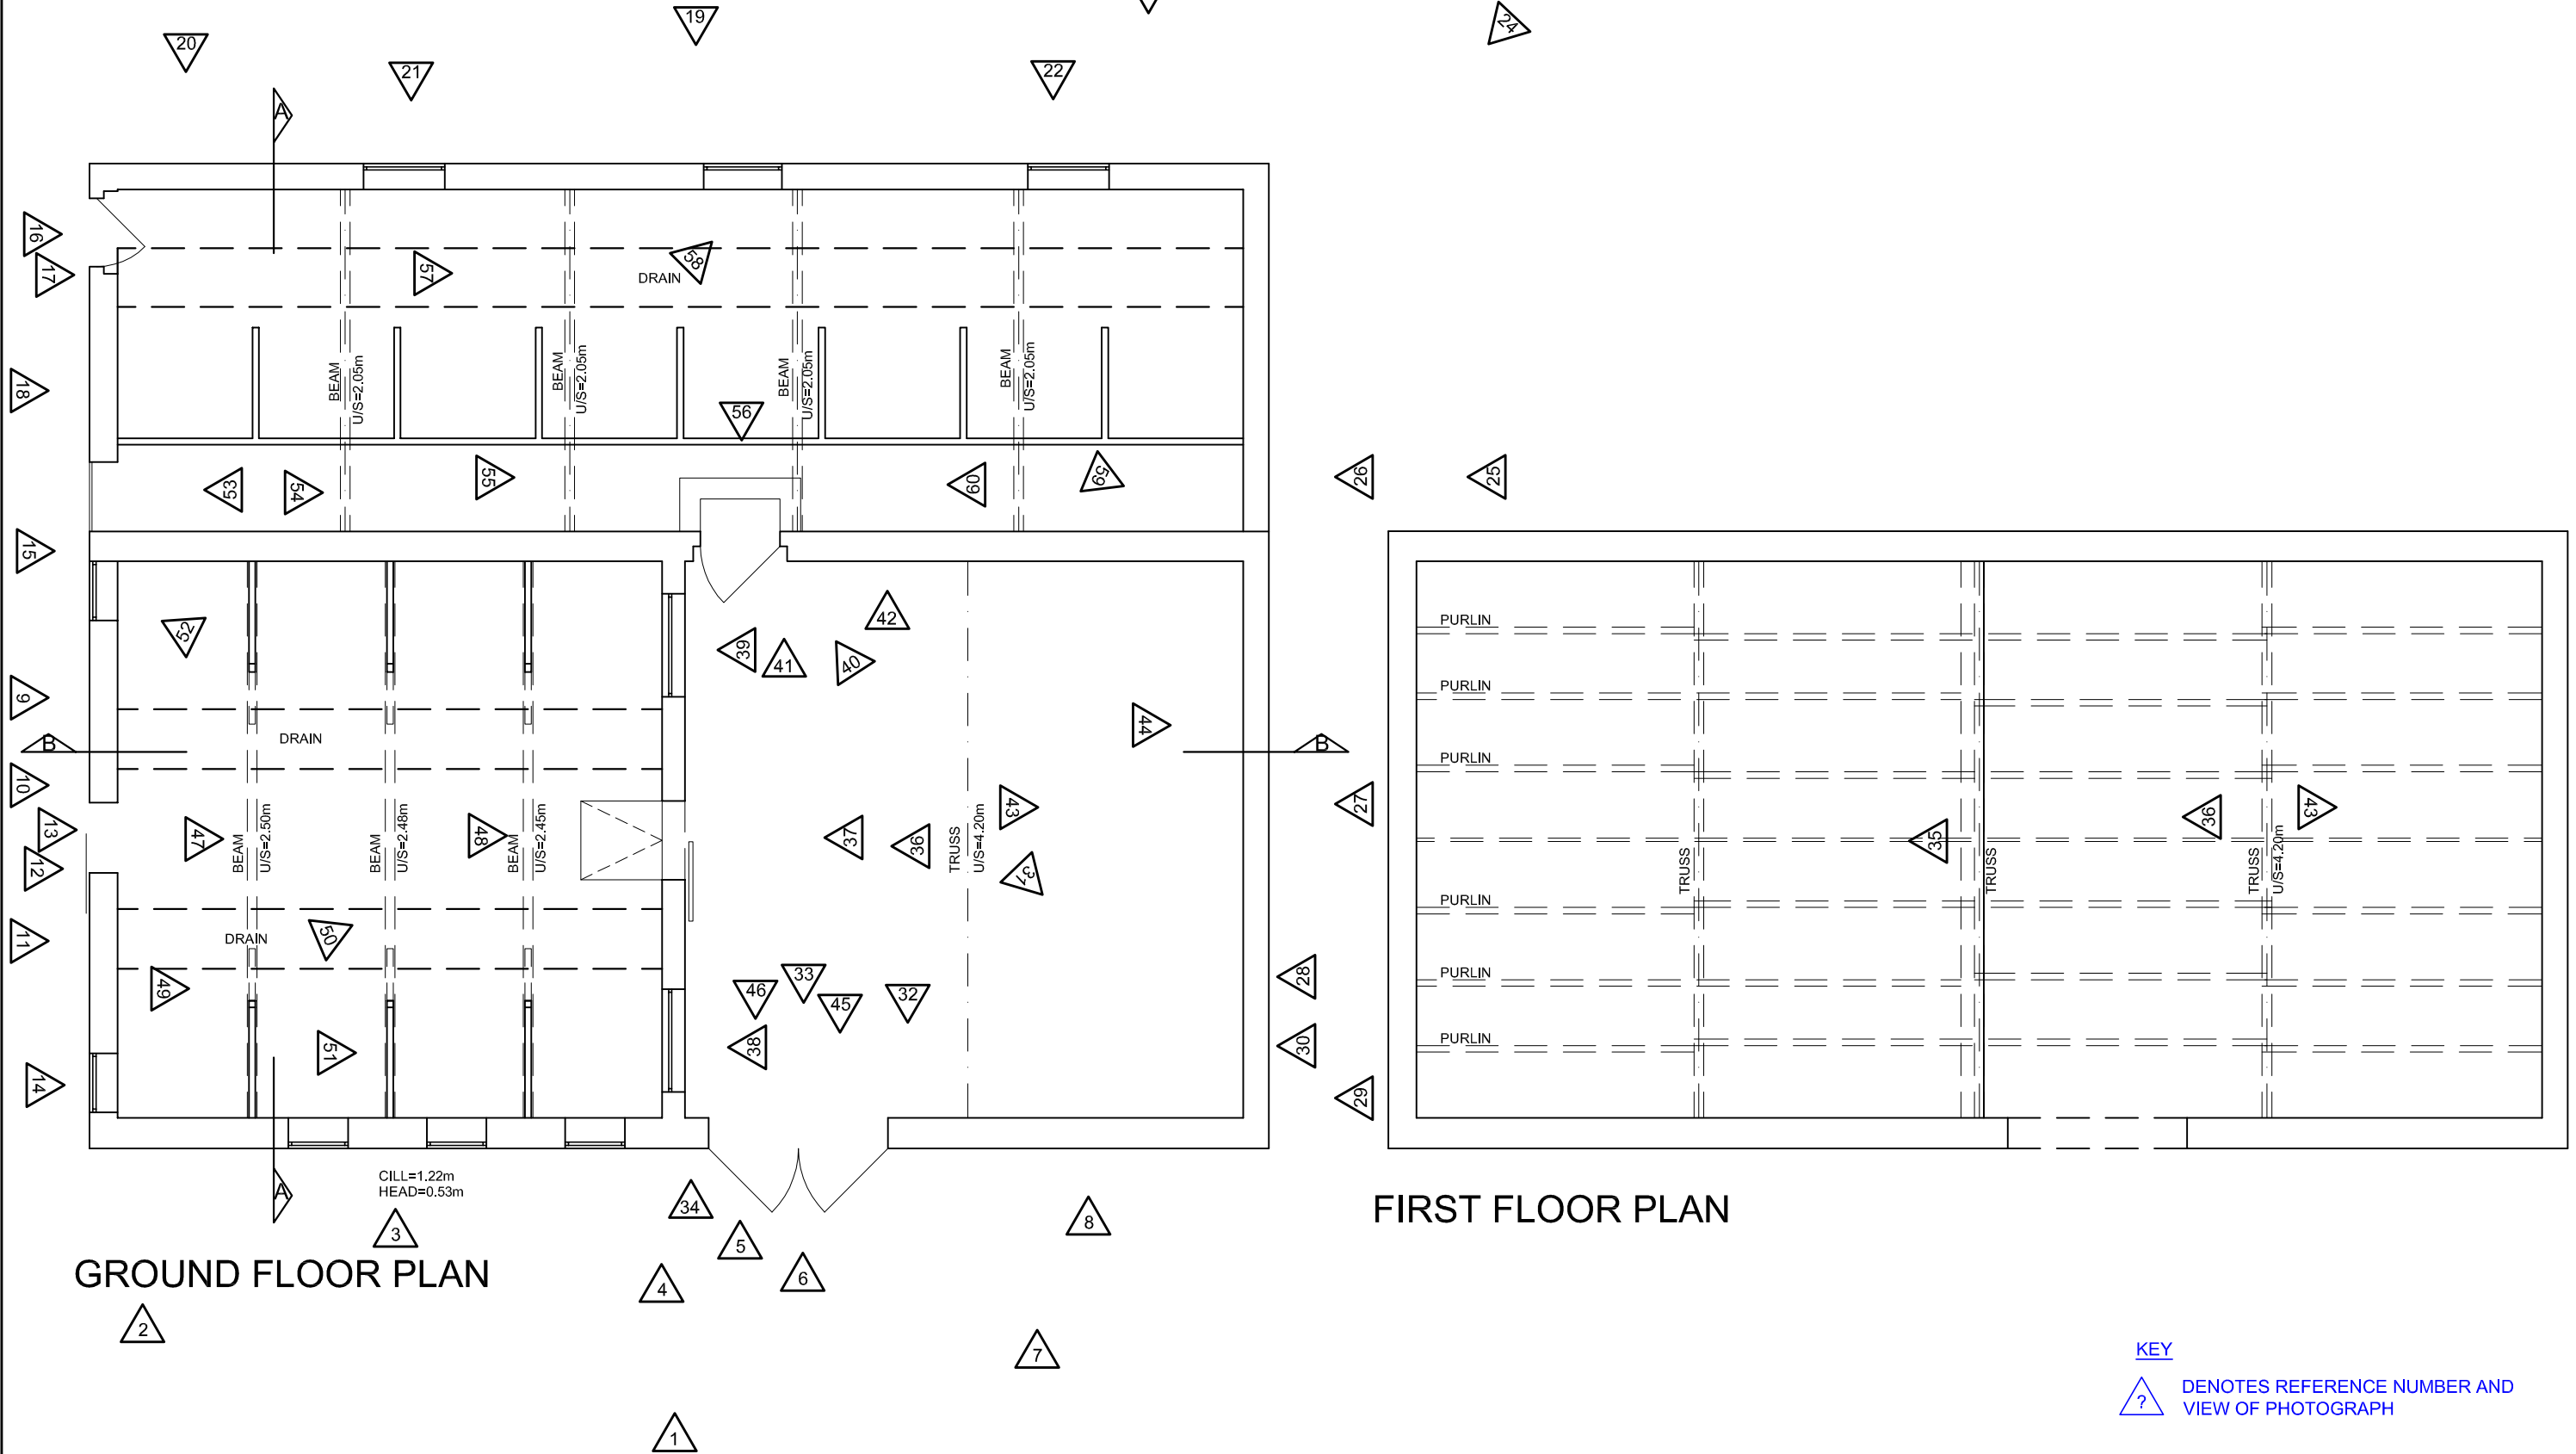 19
24
20
21
22
A
16
57
58
17
DRAIN
18
BEAM
U/S=2.05m
BEAM
U/S=2.05m
BEAM
U/S=2.05m
BEAM
U/S=2.05m
56
53
54
55
60
59
26
25
15
52
39
41
40
42
PURLIN
9
PURLIN
44
B
DRAIN
B
PURLIN
10
13
12
47
BEAM
U/S=2.50m
BEAM
U/S=2.48m
48
BEAM
U/S=2.45m
37
36
TRUSS
U/S=4.20m
43
31
27
TRUSS
35
TRUSS
36
TRUSS
U/S=4.20m
43
PURLIN
11
DRAIN
50
49
46
33
45
32
28
PURLIN
14
51
38
30
PURLIN
29
CILL=1.22m
HEAD=0.53m
A
3
34
5
8
FIRST FLOOR PLAN
GROUND FLOOR PLAN
4
6
2
7
1
KEY
?
DENOTES REFERENCE NUMBER AND
VIEW OF PHOTOGRAPH